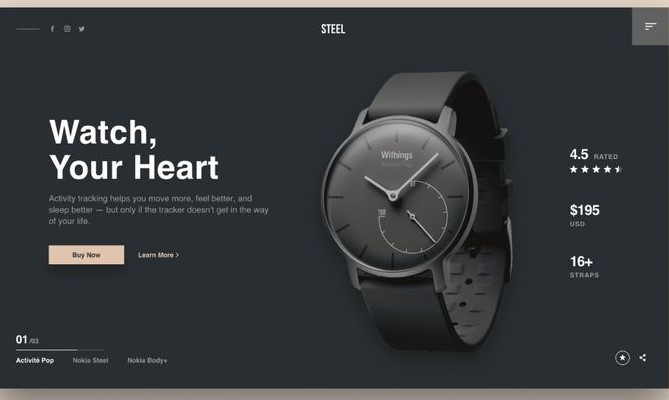 STEEL
Watch,
Your Heart
Activity tracking helps you move more, feel better, and
sleep better — but only if the tracker doesn't get in the way
of your life.
Buy Now
Learn More >
Withings
4.5 RATED
$195
USD
16+
STRAPS
01 /03
Activité Pop
Nokia Steel
Nokia Body+